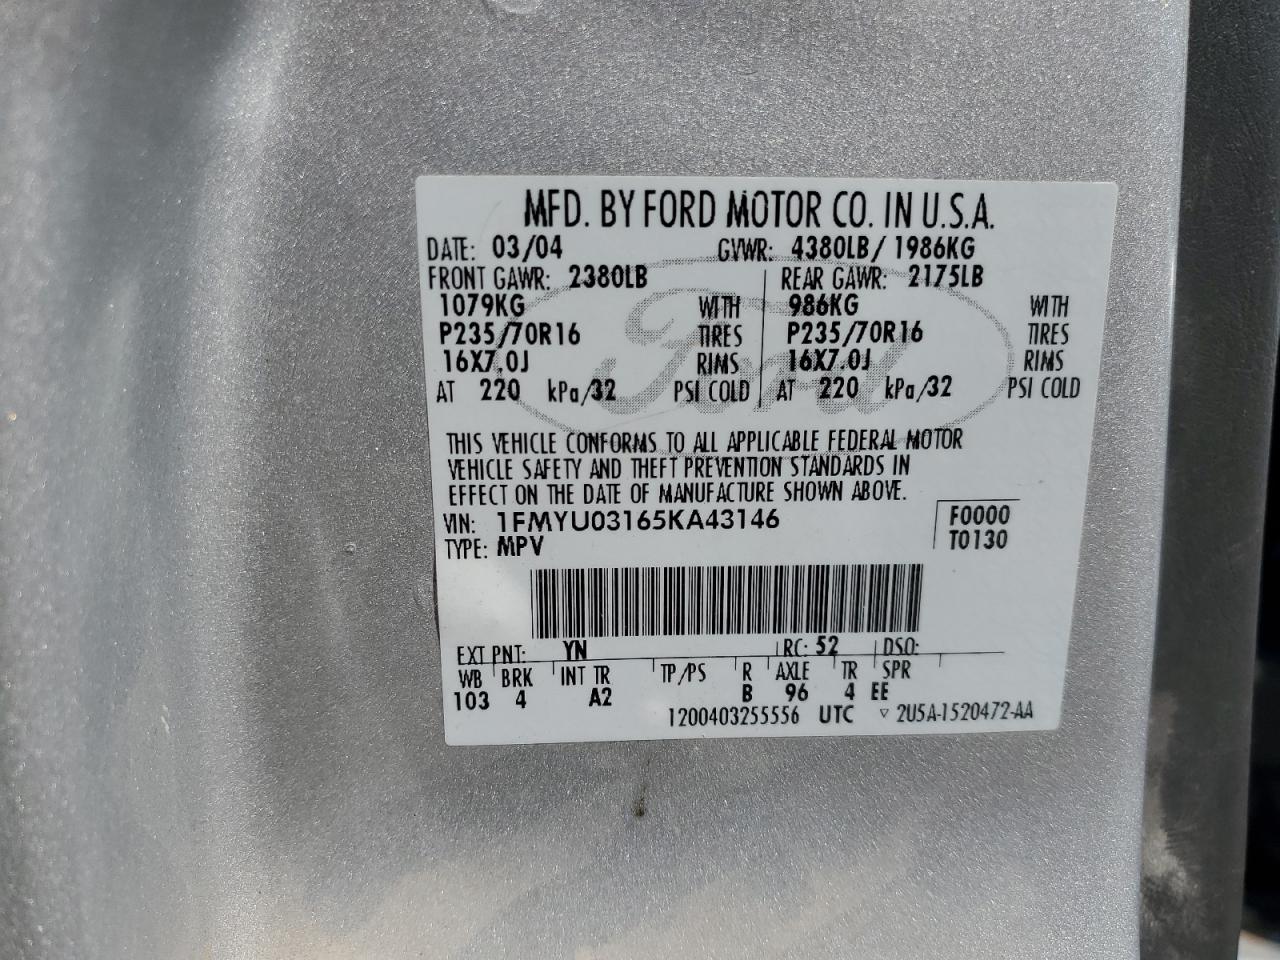 MFD. BY FORD MOTOR CO. IN U.S.A.
DATE: 03/04 GVWR: 4380LB/ 1986KG
FRONT GAWR: 2380LB REAR GAWR: 2175LB
1079KG WITH 986KG WITH
P235/70R16 TIRES P235/70R16 TIRES
16X7.0J RIMS 16X7.0J RIMS
AT 220 kPa/32 PSI COLD AT 220 kPa/32 PSI COLD
Ford
THIS VEHICLE CONFORMS TO ALL APPLICABLE FEDERAL MOTOR
VEHICLE SAFETY AND THEFT PREVENTION STANDARDS IN
EFFECT ON THE DATE OF MANUFACTURE SHOWN ABOVE.
VIN: 1FMYU03165KA43146 F0000
TYPE: MPV T0130
EXT PNT: YN RC: 52 DSO:
WB BRK INT TR TP/PS R AXLE TR SPR
103 4 A2 B 96 4 EE
1200403255556 UTC ▽ 2U5A-1520472-AA